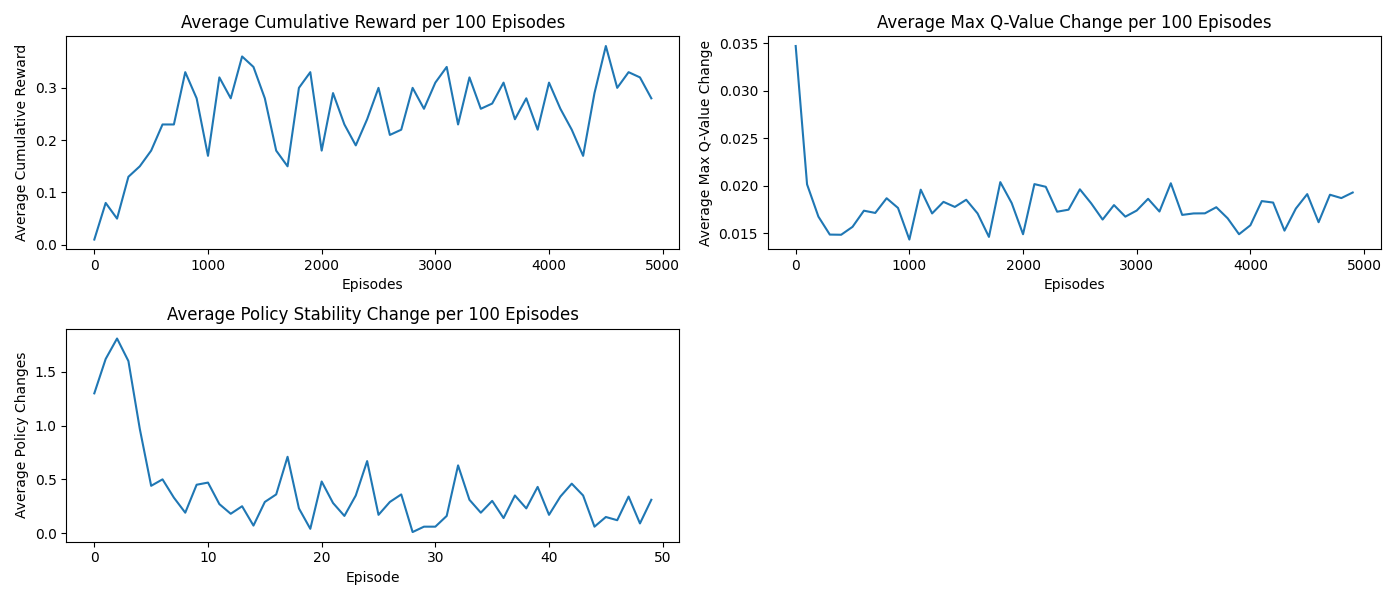 Average Cumulative Reward per 100 Episodes
Average Cumulative Reward
0.3
0.2
0.1
0.0
0 1000 2000 3000 4000 5000
Episodes
Average Max Q-Value Change per 100 Episodes
Average Max Q-Value Change
0.035
0.030
0.025
0.020
0.015
0 1000 2000 3000 4000 5000
Episodes
Average Policy Stability Change per 100 Episodes
Average Policy Changes
1.5
1.0
0.5
0.0
0 10 20 30 40 50
Episode